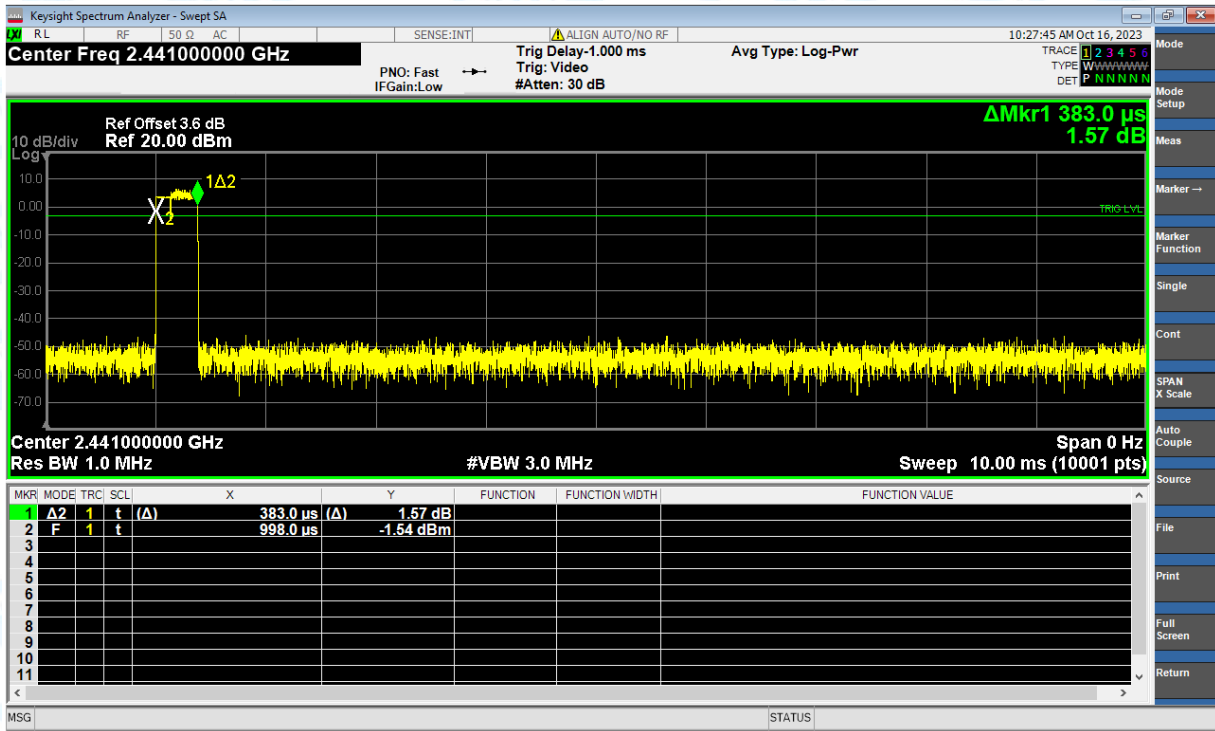 Keysight Spectrum Analyzer - Swept SA
LXI RL RF 50 Ω AC SENSE:INT ALIGN AUTO/NO RF 10:27:45 AM Oct 16, 2023
Center Freq 2.441000000 GHz
PNO: Fast
IFGain:Low
Trig Delay-1.000 ms
Trig: Video
#Atten: 30 dB
Avg Type: Log-Pwr
TRACE 1 2 3 4 5 6
TYPE WWWWWWW
DET P N N N N N
ΔMkr1 383.0 µs
1.57 dB
Ref Offset 3.6 dB
10 dB/div Ref 20.00 dBm
Log
10.0
0.00
-10.0
-20.0
-30.0
-40.0
-50.0
-60.0
-70.0
1Δ2
2
TRIG LVL
Center 2.441000000 GHz Span 0 Hz
Res BW 1.0 MHz #VBW 3.0 MHz Sweep 10.00 ms (10001 pts)
MKR MODE TRC SCL X Y FUNCTION FUNCTION WIDTH FUNCTION VALUE
1 Δ2 1 t (Δ) 383.0 µs (Δ) 1.57 dB
2 F 1 t 998.0 µs -1.54 dBm
3
4
5
6
7
8
9
10
11
MSG STATUS
Mode
Mode
Setup
Meas
Marker →
Marker
Function
Single
Cont
SPAN
X Scale
Auto
Couple
Source
File
Print
Full
Screen
Return